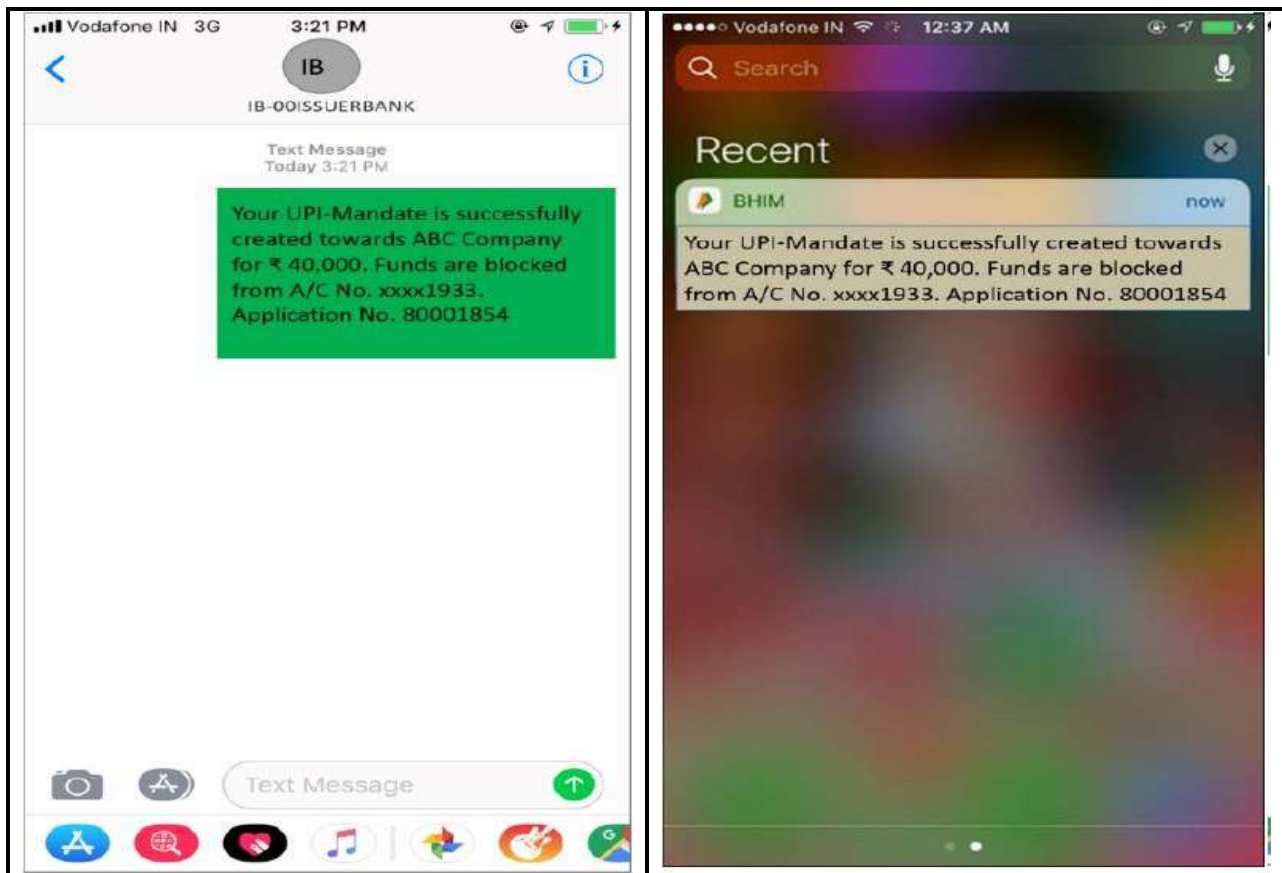 Vodafone IN 3G 3:21 PM
IB
IB-00ISSUERBANK
Text Message
Today 3:21 PM
Your UPI-Mandate is successfully
created towards ABC Company
for ₹ 40,000. Funds are blocked
from A/C No. xxxx1933.
Application No. 80001854
Text Message
Vodafone IN 12:37 AM
Search
Recent
BHIM now
Your UPI-Mandate is successfully created towards
ABC Company for ₹ 40,000. Funds are blocked
from A/C No. xxxx1933. Application No. 80001854